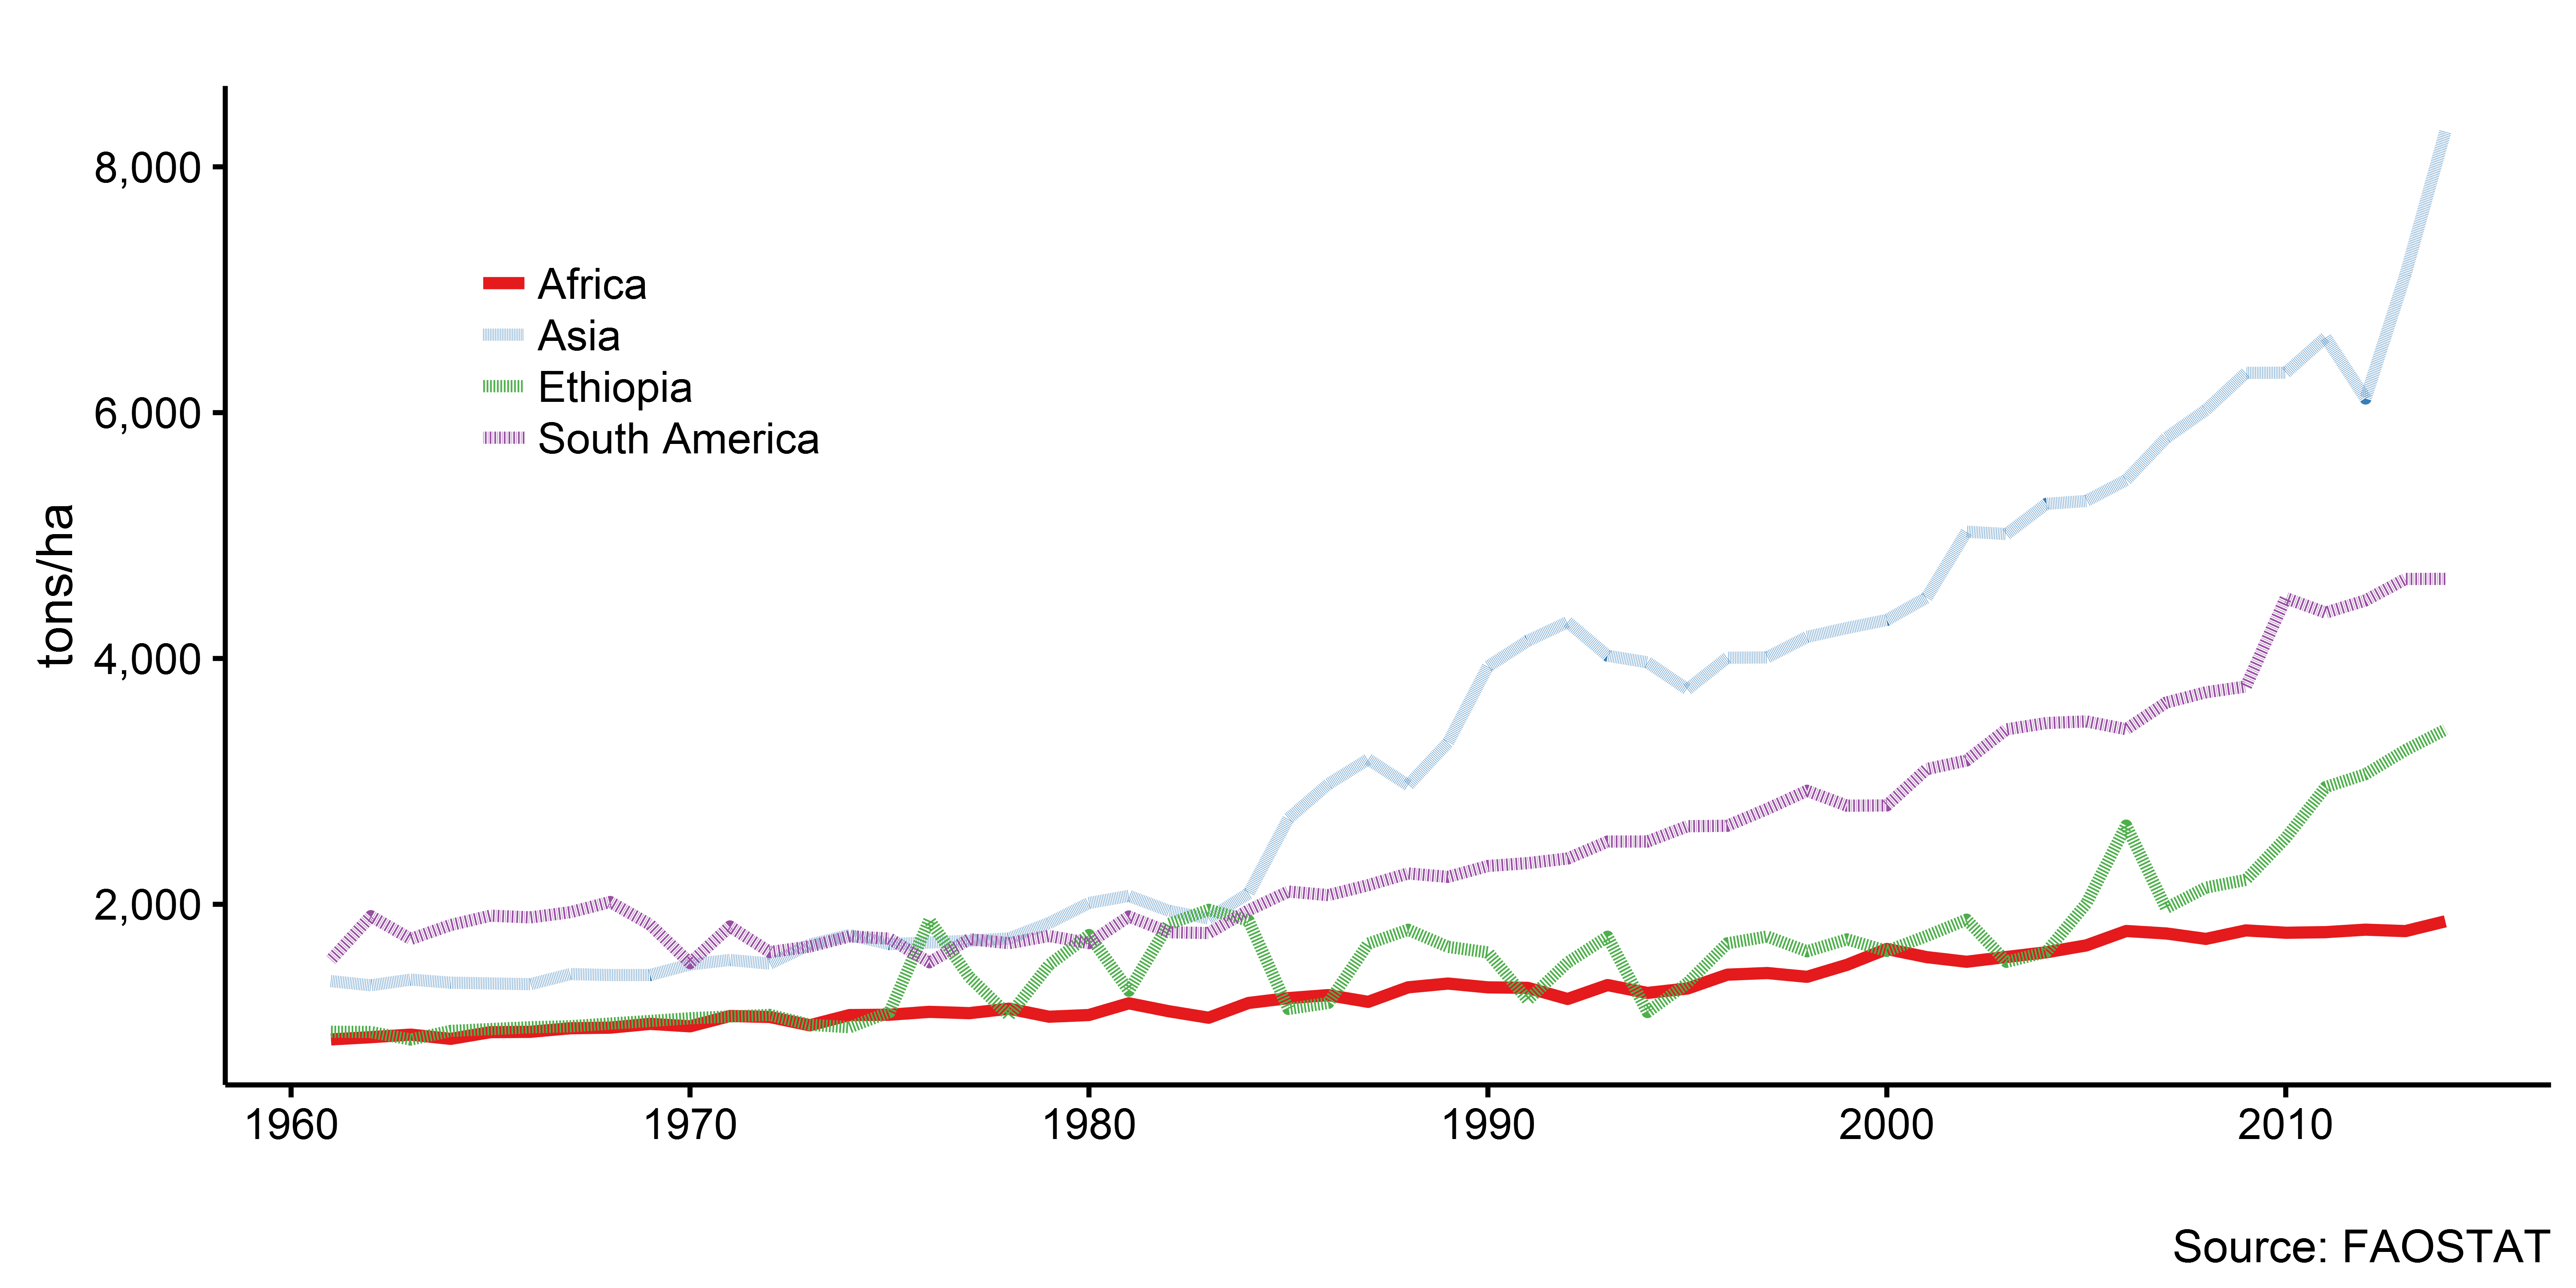 8,000
6,000
4,000
2,000
tons/ha
Africa
Asia
Ethiopia
South America
1960 1970 1980 1990 2000 2010
Source: FAOSTAT